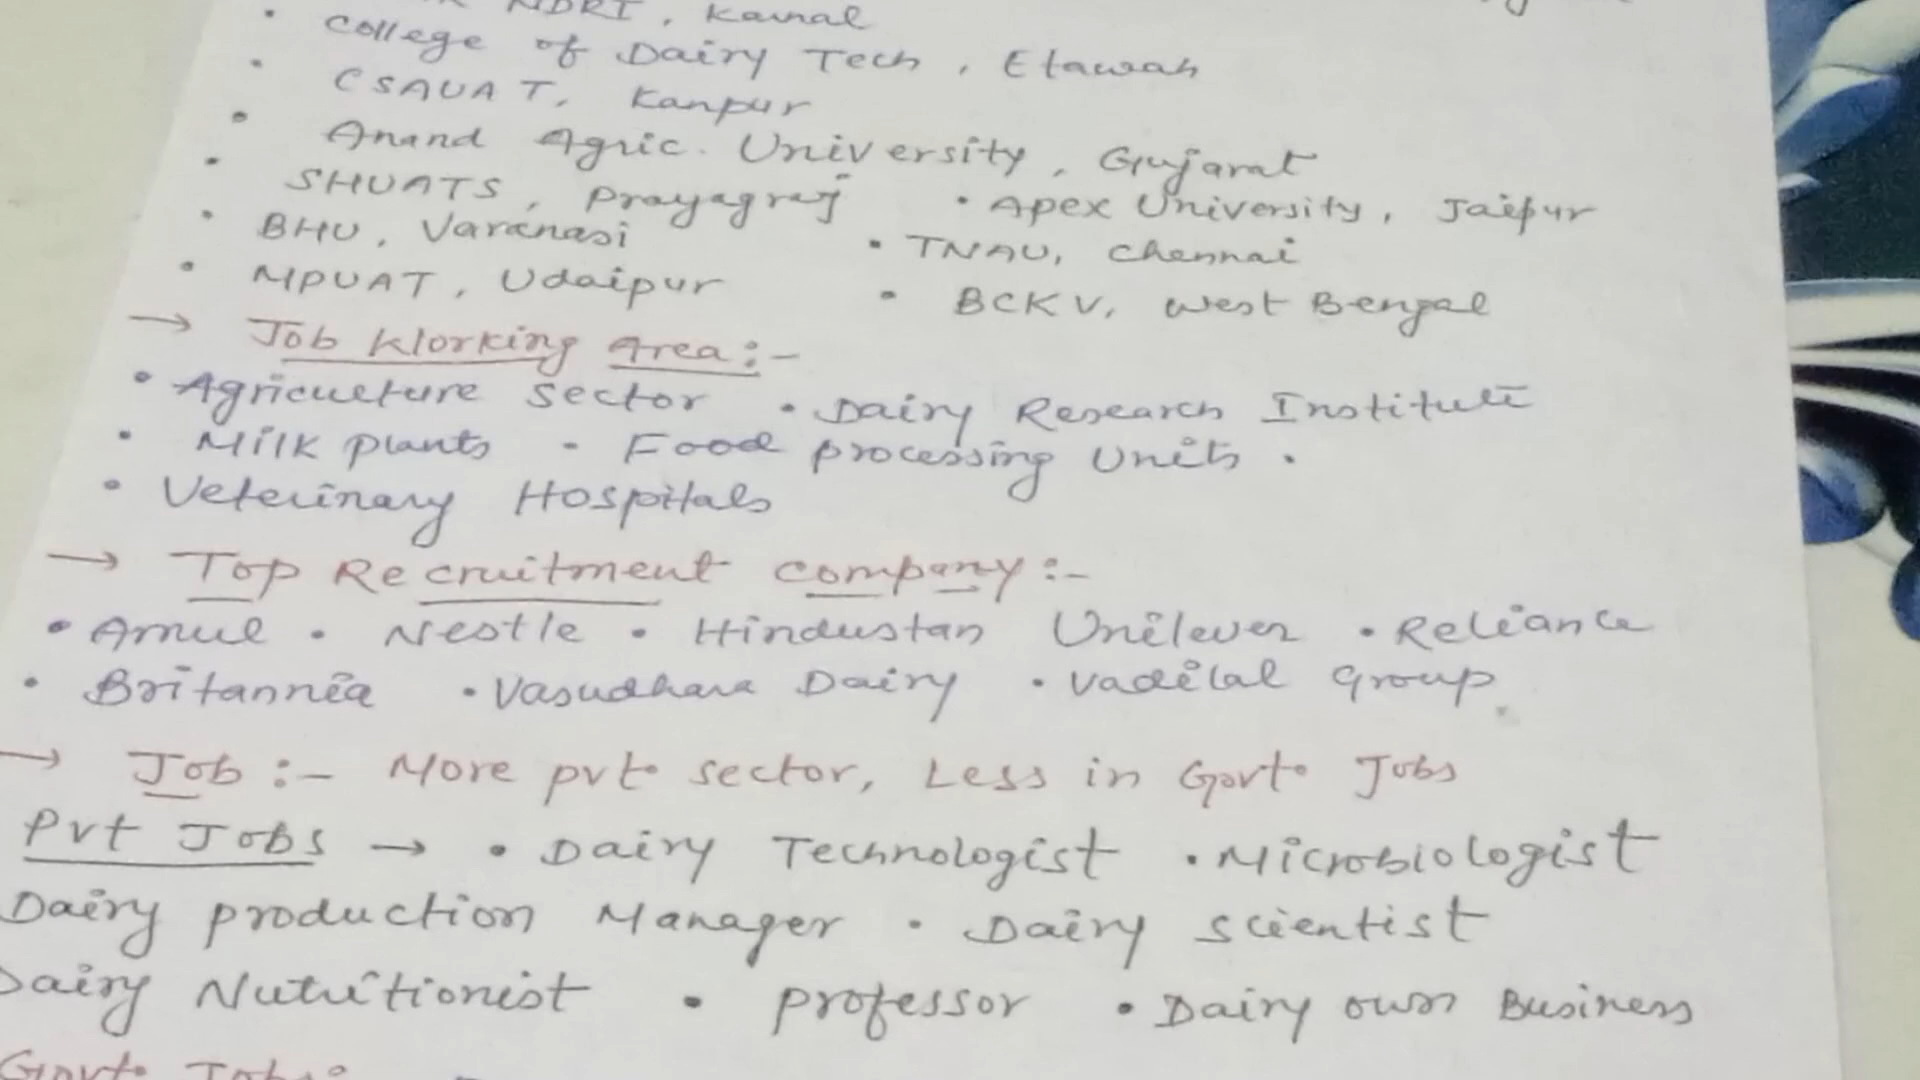 NDRI, Karnal
• College of Dairy Tech, Etawah
• CSAUAT, Kanpur
• Anand Agric. University, Gujarat
• SHUATS, Prayagraj • Apex University, Jaipur
• BHU, Varanasi • TNAU, Chennai
• MPUAT, Udaipur • BCKV, West Bengal
→ Job Working Area:-
• Agriculture Sector • Dairy Research Institute
• Milk plants • Food processing Units •
• Veterinary Hospitals
→ Top Recruitment company:-
• Amul • Nestle • Hindustan Unilever • Reliance
• Britannia • Vasudhara Dairy • Vadilal Group
→ Job:- More pvt. sector, Less in Govt. Jobs
Pvt Jobs → • Dairy Technologist • Microbiologist
Dairy production Manager • Dairy scientist
Dairy Nutritionist • professor • Dairy own Business
Govt. Jobs: